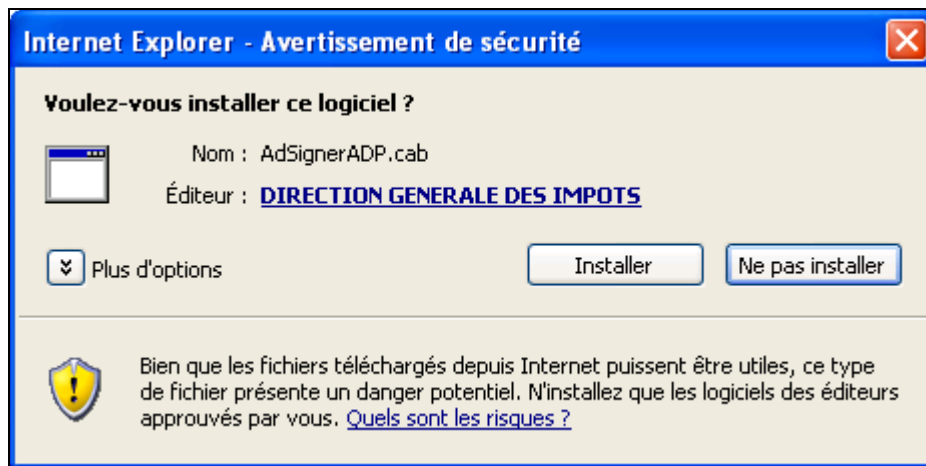 Internet Explorer - Avertissement de sécurité
Voulez-vous installer ce logiciel ?
Nom : AdSignerADP.cab
Éditeur : DIRECTION GENERALE DES IMPOTS
Plus d'options
Installer
Ne pas installer
Bien que les fichiers téléchargés depuis Internet puissent être utiles, ce type
de fichier présente un danger potentiel. N'installez que les logiciels des éditeurs
approuvés par vous. Quels sont les risques ?